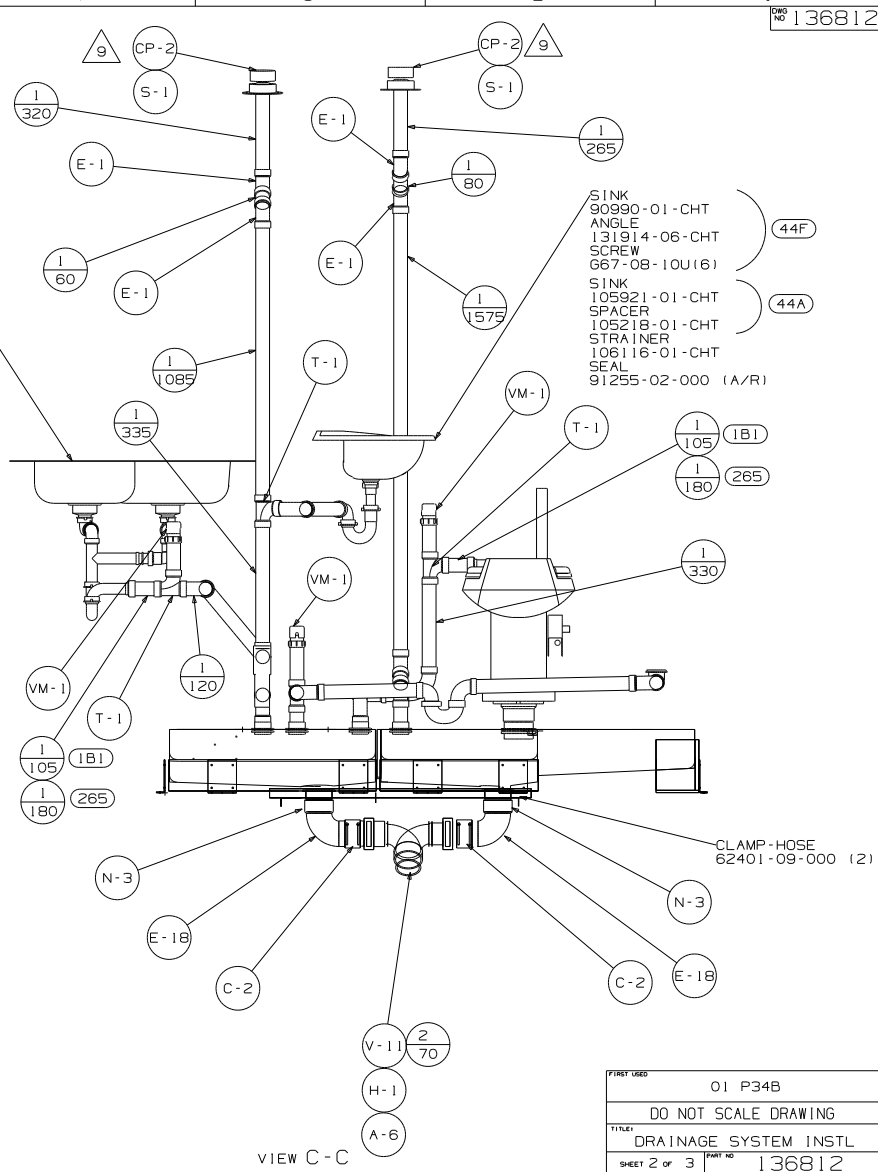 DWG NO 136812
9
CP-2
S-1
CP-2
9
S-1
1
320
E-1
1
265
E-1
1
80
E-1
1
60
E-1
E-1
1
1575
SINK
90990-01-CHT
ANGLE
131914-06-CHT
SCREW
G67-08-10U(6)
44F
SINK
105921-01-CHT
SPACER
105218-01-CHT
44A
STRAINER
106116-01-CHT
SEAL
91255-02-000 (A/R)
1
1085
T-1
1
335
VM-1
T-1
1
105
1B1
1
180
265
1
330
VM-1
VM-1
1
120
T-1
1
105
1B1
1
180
265
CLAMP-HOSE
62401-09-000 (2)
N-3
N-3
E-18
E-18
C-2
C-2
V-11
2
70
H-1
A-6
VIEW C-C
FIRST USED
01 P34B
DO NOT SCALE DRAWING
TITLE:
DRAINAGE SYSTEM INSTL
SHEET 2 OF 3
PART NO
136812